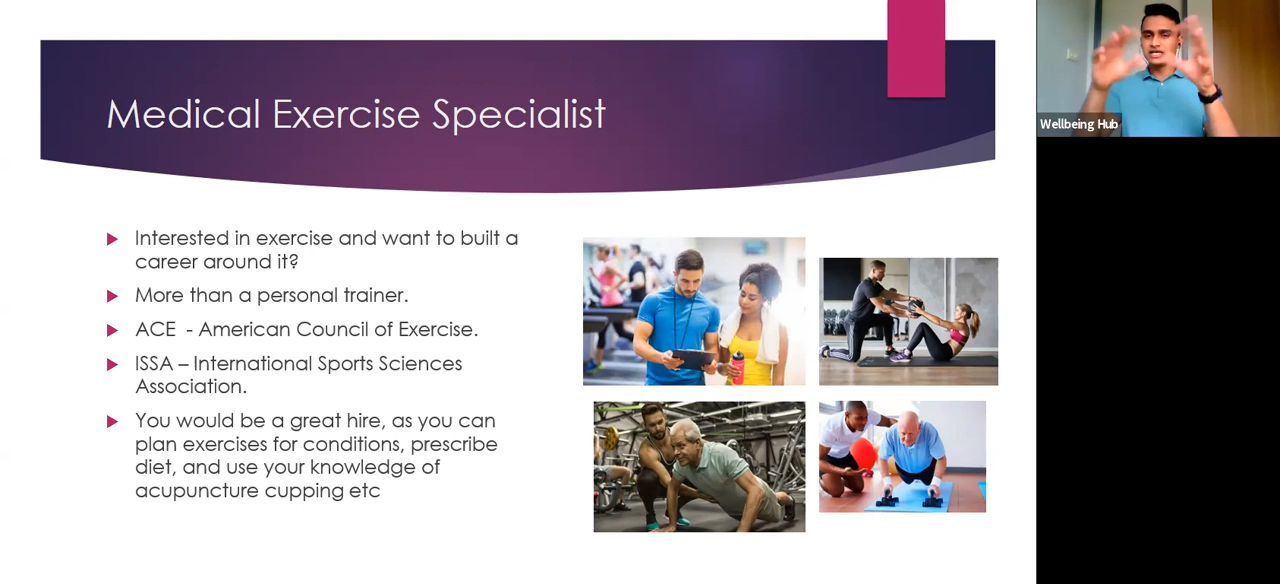 Medical Exercise Specialist
Wellbeing Hub
Interested in exercise and want to built a
career around it?
More than a personal trainer.
ACE - American Council of Exercise.
ISSA – International Sports Sciences
Association.
You would be a great hire, as you can
plan exercises for conditions, prescribe
diet, and use your knowledge of
acupuncture cupping etc